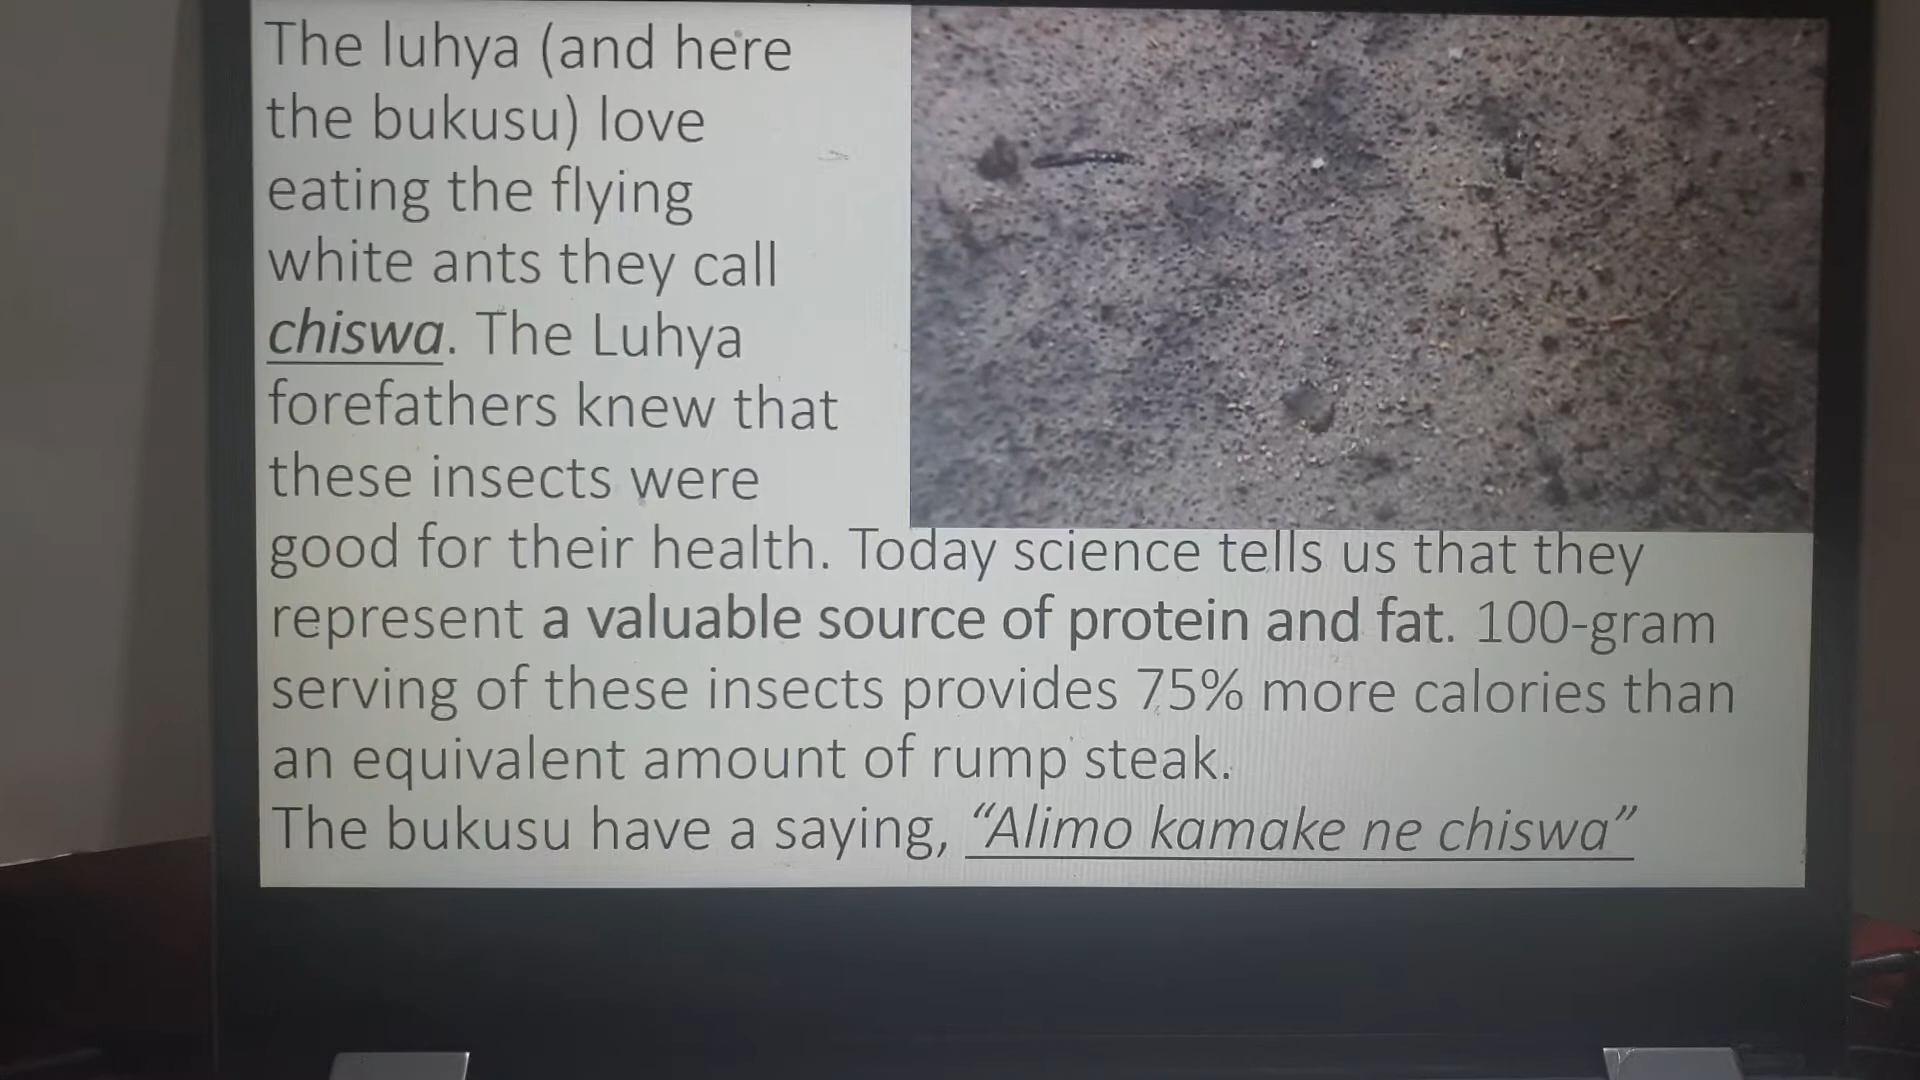 The luhya (and here
the bukusu) love
eating the flying
white ants they call
chiswa. The Luhya
forefathers knew that
these insects were
good for their health. Today science tells us that they
represent a valuable source of protein and fat. 100-gram
serving of these insects provides 75% more calories than
an equivalent amount of rump steak.
The bukusu have a saying, “Alimo kamake ne chiswa”